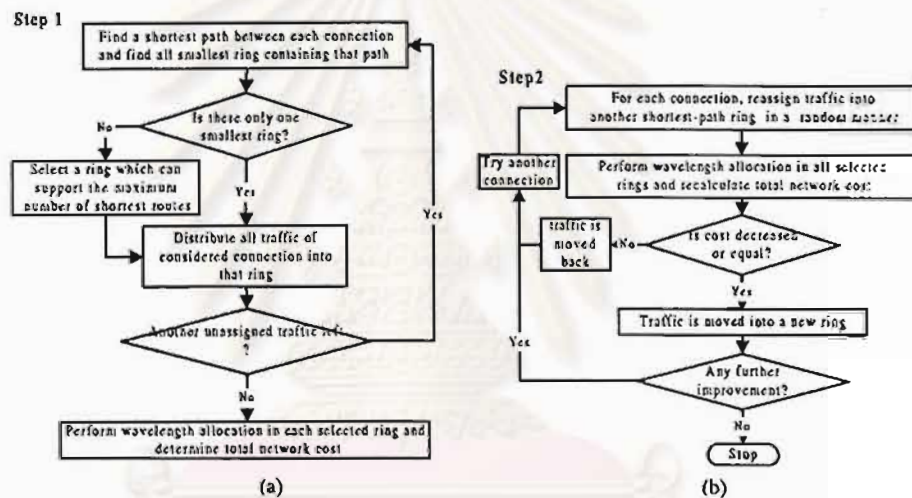 Step 1
Find a shortest path between each connection
and find all smallest ring containing that path
Is there only one
smallest ring?
No
Select a ring which can
support the maximum
number of shortest routes
Yes
Distribute all traffic of
considered connection into
that ring
Another unassigned traffic left
?
Yes
No
Perform wavelength allocation in each selected ring and
determine total network cost
(a)
Step2
For each connection, reassign traffic into
another shortest-path ring in a random manner
Try another
connection
Perform wavelength allocation in all selected
rings and recalculate total network cost
Is cost decreased
or equal?
No
traffic is
moved
back
Yes
Traffic is moved into a new ring
Yes
Any further
improvement?
No
Stop
(b)